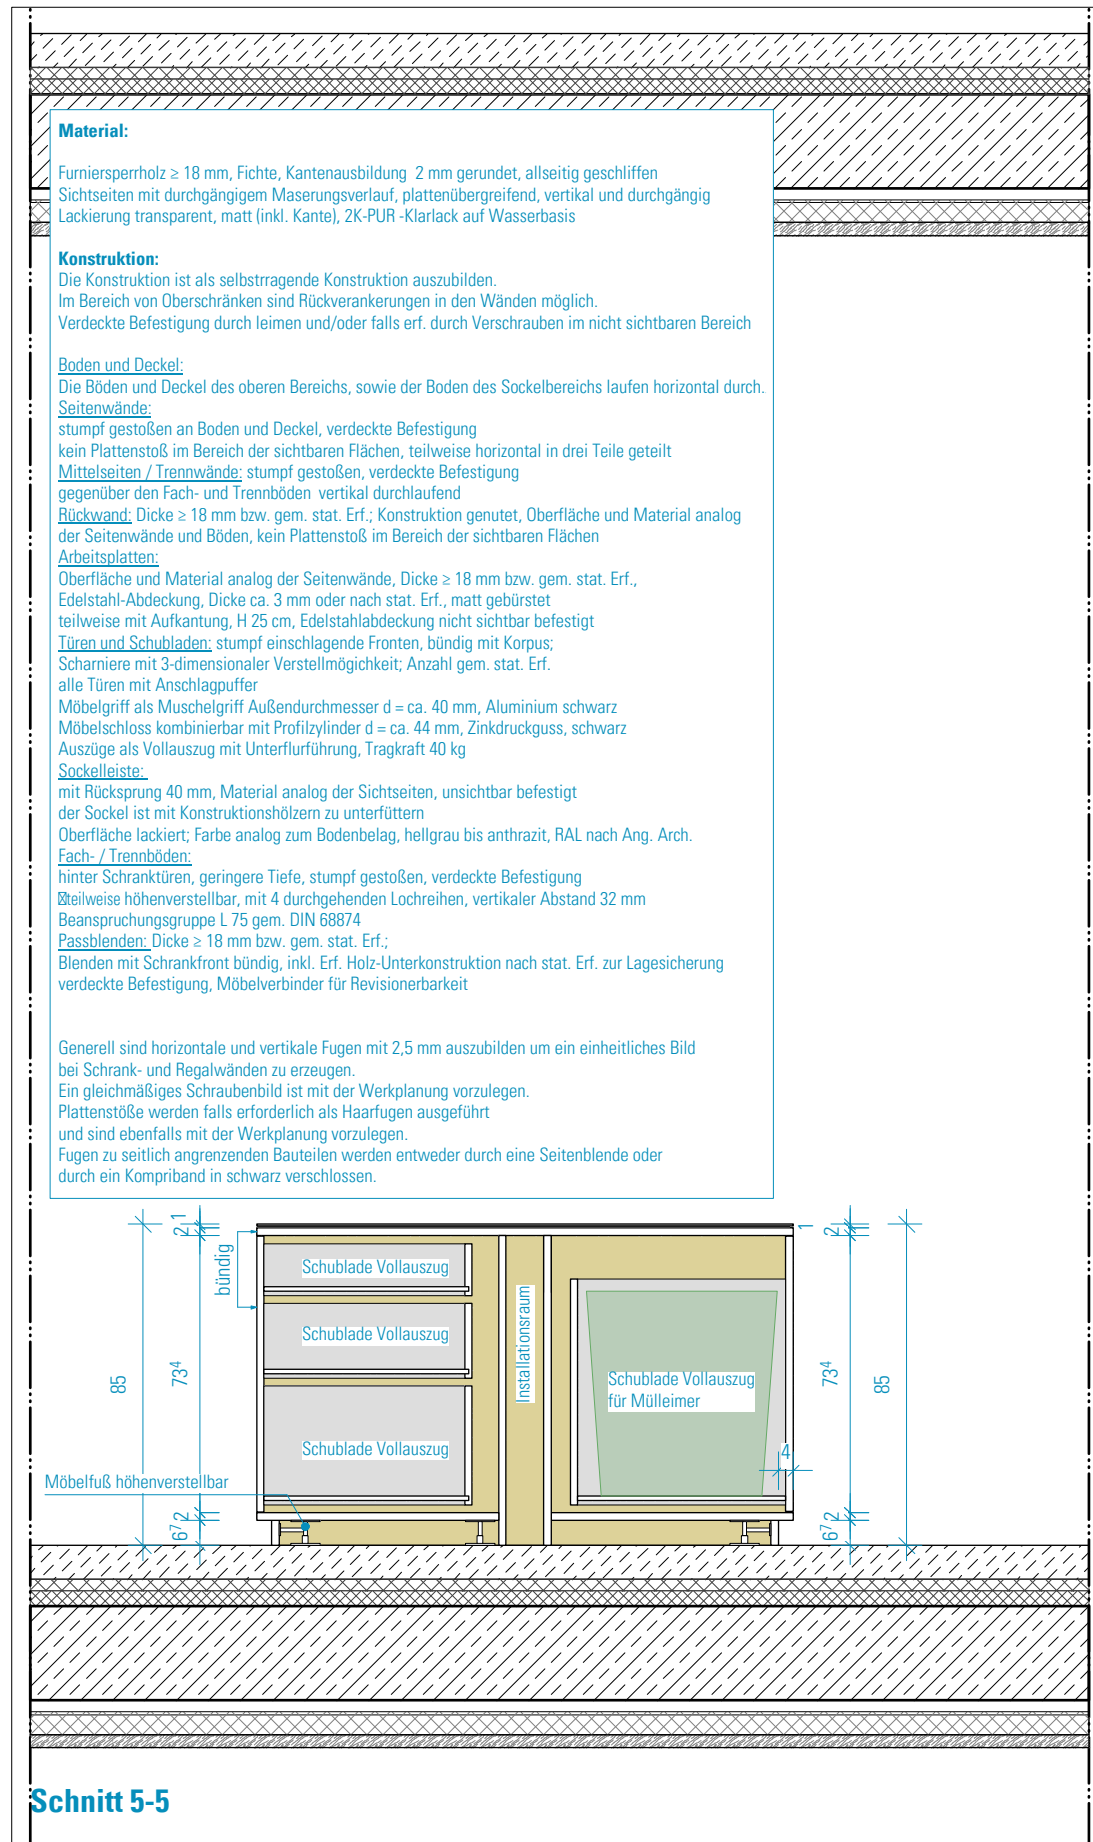 Material:
Furniersperrholz ≥ 18 mm, Fichte, Kantenausbildung 2 mm gerundet, allseitig geschliffen
Sichtseiten mit durchgängigem Maserungsverlauf, plattenübergreifend, vertikal und durchgängig
Lackierung transparent, matt (inkl. Kante), 2K-PUR -Klarlack auf Wasserbasis
Konstruktion:
Die Konstruktion ist als selbstrragende Konstruktion auszubilden.
Im Bereich von Oberschränken sind Rückverankerungen in den Wänden möglich.
Verdeckte Befestigung durch leimen und/oder falls erf. durch Verschrauben im nicht sichtbaren Bereich
Boden und Deckel:
Die Böden und Deckel des oberen Bereichs, sowie der Boden des Sockelbereichs laufen horizontal durch.
Seitenwände:
stumpf gestoßen an Boden und Deckel, verdeckte Befestigung
kein Plattenstoß im Bereich der sichtbaren Flächen, teilweise horizontal in drei Teile geteilt
Mittelseiten / Trennwände: stumpf gestoßen, verdeckte Befestigung
gegenüber den Fach- und Trennböden vertikal durchlaufend
Rückwand: Dicke ≥ 18 mm bzw. gem. stat. Erf.; Konstruktion genutet, Oberfläche und Material analog
der Seitenwände und Böden, kein Plattenstoß im Bereich der sichtbaren Flächen
Arbeitsplatten:
Oberfläche und Material analog der Seitenwände, Dicke ≥ 18 mm bzw. gem. stat. Erf.,
Edelstahl-Abdeckung, Dicke ca. 3 mm oder nach stat. Erf., matt gebürstet
teilweise mit Aufkantung, H 25 cm, Edelstahlabdeckung nicht sichtbar befestigt
Türen und Schubladen: stumpf einschlagende Fronten, bündig mit Korpus;
Scharniere mit 3-dimensionaler Verstellmögichkeit; Anzahl gem. stat. Erf.
alle Türen mit Anschlagpuffer
Möbelgriff als Muschelgriff Außendurchmesser d = ca. 40 mm, Aluminium schwarz
Möbelschloss kombinierbar mit Profilzylinder d = ca. 44 mm, Zinkdruckguss, schwarz
Auszüge als Vollauszug mit Unterflurführung, Tragkraft 40 kg
Sockelleiste:
mit Rücksprung 40 mm, Material analog der Sichtseiten, unsichtbar befestigt
der Sockel ist mit Konstruktionshölzern zu unterfüttern
Oberfläche lackiert; Farbe analog zum Bodenbelag, hellgrau bis anthrazit, RAL nach Ang. Arch.
Fach- / Trennböden:
hinter Schranktüren, geringere Tiefe, stumpf gestoßen, verdeckte Befestigung
teilweise höhenverstellbar, mit 4 durchgehenden Lochreihen, vertikaler Abstand 32 mm
Beanspruchungsgruppe L 75 gem. DIN 68874
Passblenden: Dicke ≥ 18 mm bzw. gem. stat. Erf.;
Blenden mit Schrankfront bündig, inkl. Erf. Holz-Unterkonstruktion nach stat. Erf. zur Lagesicherung
verdeckte Befestigung, Möbelverbinder für Revisionerbarkeit
Generell sind horizontale und vertikale Fugen mit 2,5 mm auszubilden um ein einheitliches Bild
bei Schrank- und Regalwänden zu erzeugen.
Ein gleichmäßiges Schraubenbild ist mit der Werkplanung vorzulegen.
Plattenstöße werden falls erforderlich als Haarfugen ausgeführt
und sind ebenfalls mit der Werkplanung vorzulegen.
Fugen zu seitlich angrenzenden Bauteilen werden entweder durch eine Seitenblende oder
durch ein Kompriband in schwarz verschlossen.
85
1
2
73⁴
2
6⁷
bündig
Schublade Vollauszug
Schublade Vollauszug
Schublade Vollauszug
Möbelfuß höhenverstellbar
Installationsraum
Schublade Vollauszug
für Mülleimer
4
1
2
73⁴
2
6⁷
85
Schnitt 5-5